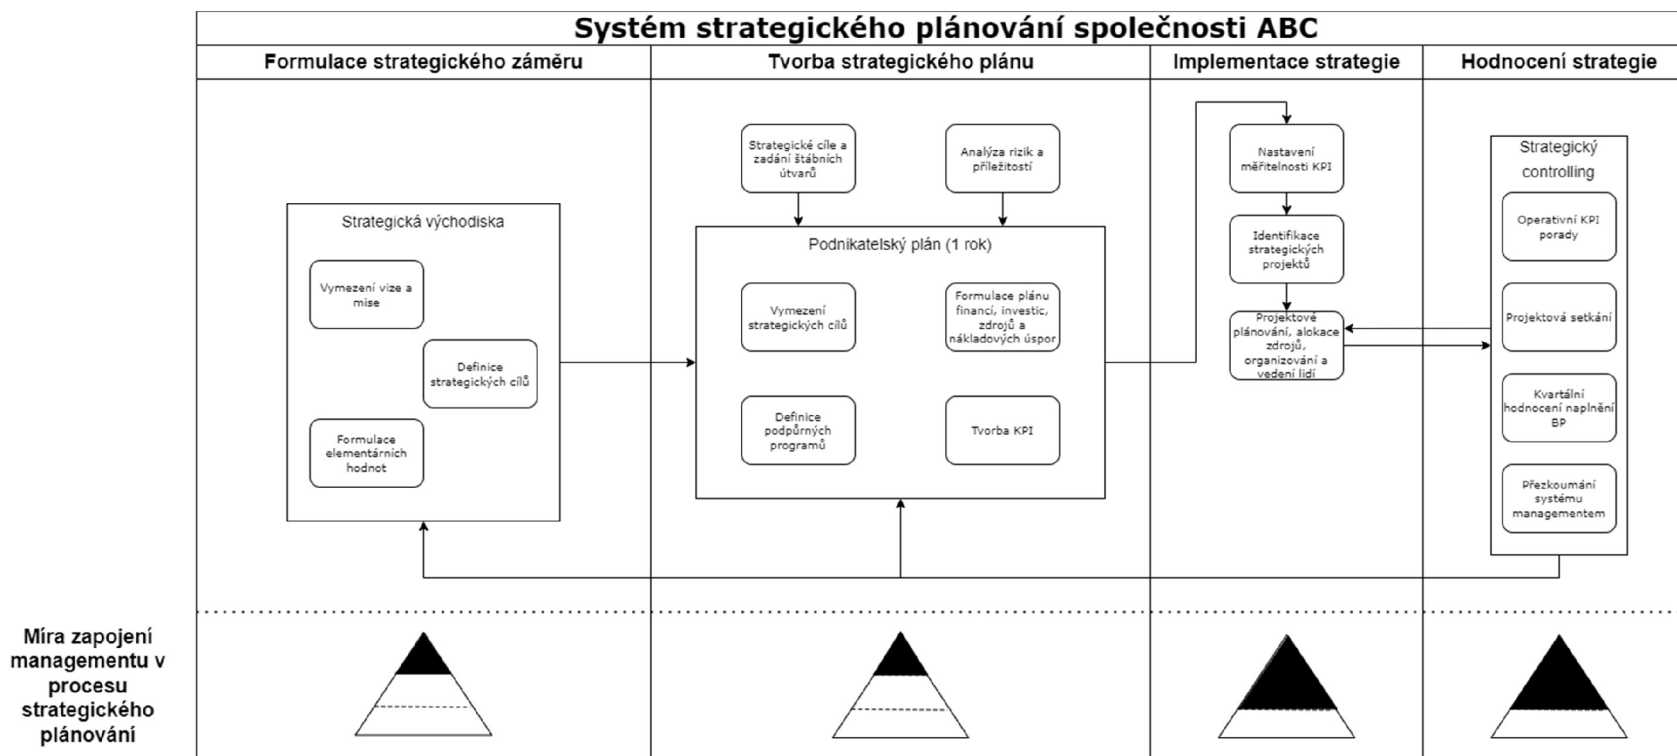 Systém strategického plánování společnosti ABC
Formulace strategického záměru
Tvorba strategického plánu
Implementace strategie
Hodnocení strategie
Strategická východiska
Vymezení vize a
mise
Definice
strategických cílů
Formulace
elementárních
hodnot
Strategické cíle a
zadání štábních
útvarů
Analýza rizik a
příležitostí
Podnikatelský plán (1 rok)
Vymezení
strategických cílů
Formulace plánu
financí, investic,
zdrojů a
nákladových úspor
Definice
podpůrných
programů
Tvorba KPI
Nastavení
měřitelnosti KPI
Identifikace
strategických
projektů
Projektové
plánování, alokace
zdrojů,
organizování a
vedení lidí
Strategický
controlling
Operativní KPI
porady
Projektová setkání
Kvartální
hodnocení naplnění
BP
Přezkoumání
systému
managementem
Míra zapojení
managementu v
procesu
strategického
plánování